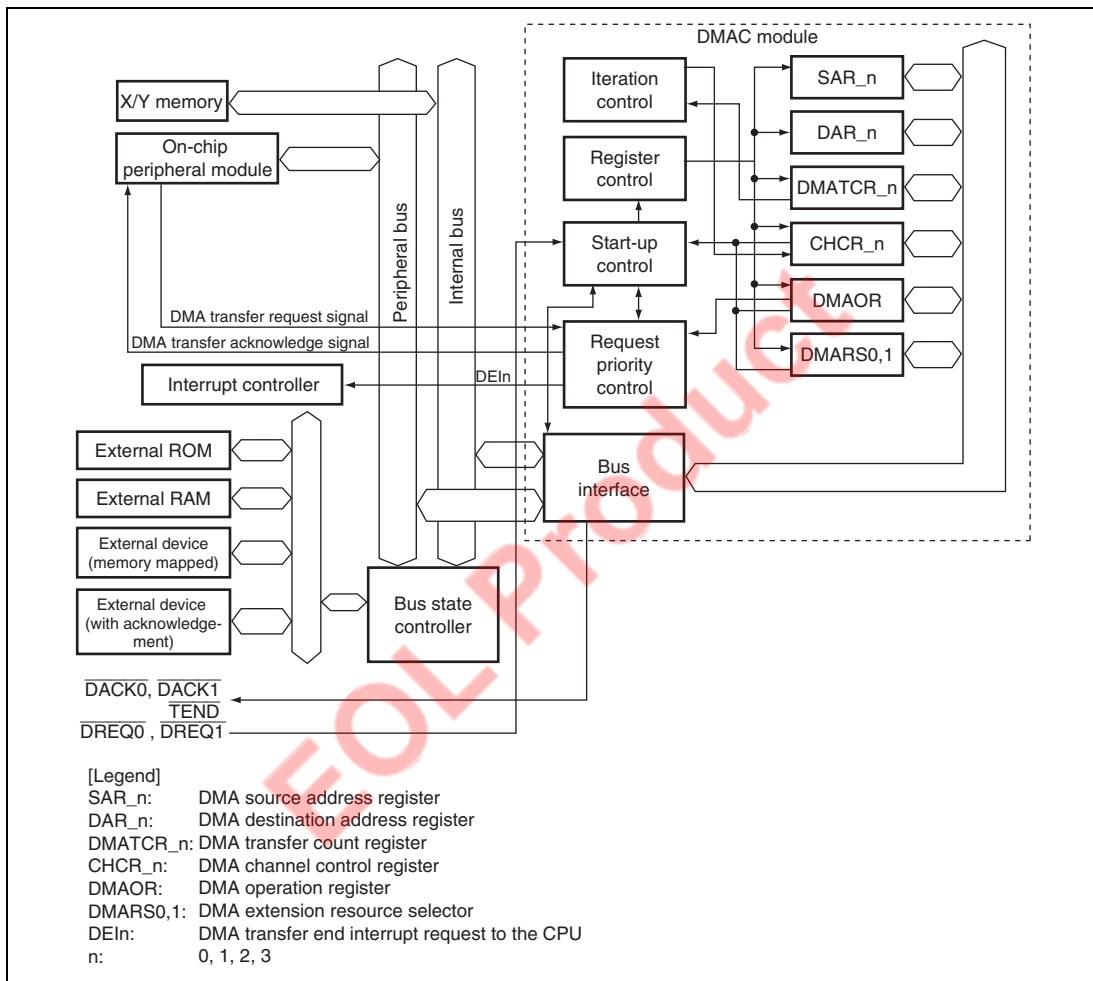 DMAC module
X/Y memory
On-chip
peripheral module
Peripheral bus
Internal bus
Iteration
control
Register
control
Start-up
control
Request
priority
control
SAR_n
DAR_n
DMATCR_n
CHCR_n
DMAOR
DMARS0,1
DMA transfer request signal
DMA transfer acknowledge signal
Interrupt controller
DEIn
External ROM
External RAM
External device
(memory mapped)
External device
(with acknowledge-
ment)
Bus
interface
Bus state
controller
DACK0, DACK1
TEND
DREQ0 , DREQ1
[Legend]
SAR_n: DMA source address register
DAR_n: DMA destination address register
DMATCR_n: DMA transfer count register
CHCR_n: DMA channel control register
DMAOR: DMA operation register
DMARS0,1: DMA extension resource selector
DEIn: DMA transfer end interrupt request to the CPU
n: 0, 1, 2, 3
EOL Product